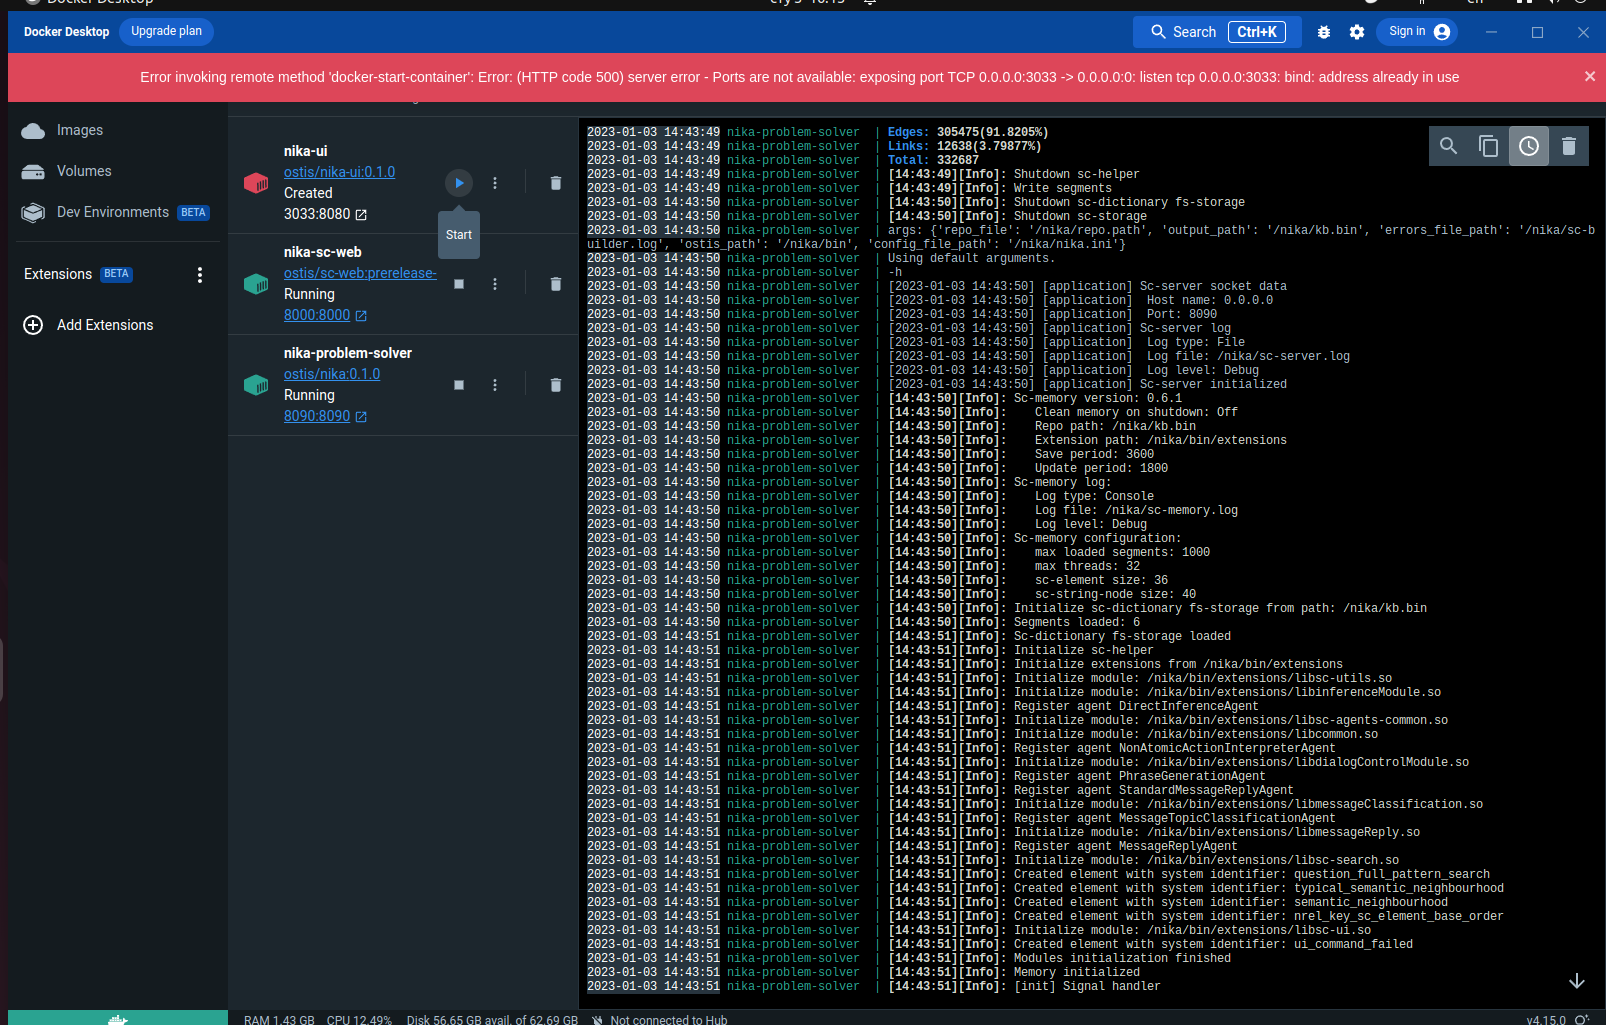 Docker Desktop
en
Docker Desktop Upgrade plan Search Ctrl+K Sign in
Error invoking remote method 'docker-start-container': Error: (HTTP code 500) server error - Ports are not available: exposing port TCP 0.0.0.0:3033 -> 0.0.0.0:0: listen tcp 0.0.0.0:3033: bind: address already in use
Images
Volumes
Dev Environments BETA
Extensions BETA
Add Extensions
nika-ui
ostis/nika-ui:0.1.0
Created
3033:8080
Start
nika-sc-web
ostis/sc-web:prerelease-
Running
8000:8000
nika-problem-solver
ostis/nika:0.1.0
Running
8090:8090
2023-01-03 14:43:49 nika-problem-solver | Edges: 305475(91.8205%)
2023-01-03 14:43:49 nika-problem-solver | Links: 12638(3.79877%)
2023-01-03 14:43:49 nika-problem-solver | Total: 332687
2023-01-03 14:43:49 nika-problem-solver | [14:43:49][Info]: Shutdown sc-helper
2023-01-03 14:43:49 nika-problem-solver | [14:43:49][Info]: Write segments
2023-01-03 14:43:50 nika-problem-solver | [14:43:50][Info]: Shutdown sc-dictionary fs-storage
2023-01-03 14:43:50 nika-problem-solver | [14:43:50][Info]: Shutdown sc-storage
2023-01-03 14:43:50 nika-problem-solver | args: {'repo_file': '/nika/repo.path', 'output_path': '/nika/kb.bin', 'errors_file_path': '/nika/sc-b
uilder.log', 'ostis_path': '/nika/bin', 'config_file_path': '/nika/nika.ini'}
2023-01-03 14:43:50 nika-problem-solver | Using default arguments.
2023-01-03 14:43:50 nika-problem-solver | -h
2023-01-03 14:43:50 nika-problem-solver | [2023-01-03 14:43:50] [application] Sc-server socket data
2023-01-03 14:43:50 nika-problem-solver | [2023-01-03 14:43:50] [application] Host name: 0.0.0.0
2023-01-03 14:43:50 nika-problem-solver | [2023-01-03 14:43:50] [application] Port: 8090
2023-01-03 14:43:50 nika-problem-solver | [2023-01-03 14:43:50] [application] Sc-server log
2023-01-03 14:43:50 nika-problem-solver | [2023-01-03 14:43:50] [application] Log type: File
2023-01-03 14:43:50 nika-problem-solver | [2023-01-03 14:43:50] [application] Log file: /nika/sc-server.log
2023-01-03 14:43:50 nika-problem-solver | [2023-01-03 14:43:50] [application] Log level: Debug
2023-01-03 14:43:50 nika-problem-solver | [2023-01-03 14:43:50] [application] Sc-server initialized
2023-01-03 14:43:50 nika-problem-solver | [14:43:50][Info]: Sc-memory version: 0.6.1
2023-01-03 14:43:50 nika-problem-solver | [14:43:50][Info]: Clean memory on shutdown: Off
2023-01-03 14:43:50 nika-problem-solver | [14:43:50][Info]: Repo path: /nika/kb.bin
2023-01-03 14:43:50 nika-problem-solver | [14:43:50][Info]: Extension path: /nika/bin/extensions
2023-01-03 14:43:50 nika-problem-solver | [14:43:50][Info]: Save period: 3600
2023-01-03 14:43:50 nika-problem-solver | [14:43:50][Info]: Update period: 1800
2023-01-03 14:43:50 nika-problem-solver | [14:43:50][Info]: Sc-memory log:
2023-01-03 14:43:50 nika-problem-solver | [14:43:50][Info]: Log type: Console
2023-01-03 14:43:50 nika-problem-solver | [14:43:50][Info]: Log file: /nika/sc-memory.log
2023-01-03 14:43:50 nika-problem-solver | [14:43:50][Info]: Log level: Debug
2023-01-03 14:43:50 nika-problem-solver | [14:43:50][Info]: Sc-memory configuration:
2023-01-03 14:43:50 nika-problem-solver | [14:43:50][Info]: max loaded segments: 1000
2023-01-03 14:43:50 nika-problem-solver | [14:43:50][Info]: max threads: 32
2023-01-03 14:43:50 nika-problem-solver | [14:43:50][Info]: sc-element size: 36
2023-01-03 14:43:50 nika-problem-solver | [14:43:50][Info]: sc-string-node size: 40
2023-01-03 14:43:50 nika-problem-solver | [14:43:50][Info]: Initialize sc-dictionary fs-storage from path: /nika/kb.bin
2023-01-03 14:43:50 nika-problem-solver | [14:43:50][Info]: Segments loaded: 6
2023-01-03 14:43:51 nika-problem-solver | [14:43:51][Info]: Sc-dictionary fs-storage loaded
2023-01-03 14:43:51 nika-problem-solver | [14:43:51][Info]: Initialize sc-helper
2023-01-03 14:43:51 nika-problem-solver | [14:43:51][Info]: Initialize extensions from /nika/bin/extensions
2023-01-03 14:43:51 nika-problem-solver | [14:43:51][Info]: Initialize module: /nika/bin/extensions/libsc-utils.so
2023-01-03 14:43:51 nika-problem-solver | [14:43:51][Info]: Initialize module: /nika/bin/extensions/libinferenceModule.so
2023-01-03 14:43:51 nika-problem-solver | [14:43:51][Info]: Register agent DirectInferenceAgent
2023-01-03 14:43:51 nika-problem-solver | [14:43:51][Info]: Initialize module: /nika/bin/extensions/libsc-agents-common.so
2023-01-03 14:43:51 nika-problem-solver | [14:43:51][Info]: Initialize module: /nika/bin/extensions/libcommon.so
2023-01-03 14:43:51 nika-problem-solver | [14:43:51][Info]: Register agent NonAtomicActionInterpreterAgent
2023-01-03 14:43:51 nika-problem-solver | [14:43:51][Info]: Initialize module: /nika/bin/extensions/libdialogControlModule.so
2023-01-03 14:43:51 nika-problem-solver | [14:43:51][Info]: Register agent PhraseGenerationAgent
2023-01-03 14:43:51 nika-problem-solver | [14:43:51][Info]: Register agent StandardMessageReplyAgent
2023-01-03 14:43:51 nika-problem-solver | [14:43:51][Info]: Initialize module: /nika/bin/extensions/libmessageClassification.so
2023-01-03 14:43:51 nika-problem-solver | [14:43:51][Info]: Register agent MessageTopicClassificationAgent
2023-01-03 14:43:51 nika-problem-solver | [14:43:51][Info]: Initialize module: /nika/bin/extensions/libmessageReply.so
2023-01-03 14:43:51 nika-problem-solver | [14:43:51][Info]: Register agent MessageReplyAgent
2023-01-03 14:43:51 nika-problem-solver | [14:43:51][Info]: Initialize module: /nika/bin/extensions/libsc-search.so
2023-01-03 14:43:51 nika-problem-solver | [14:43:51][Info]: Created element with system identifier: question_full_pattern_search
2023-01-03 14:43:51 nika-problem-solver | [14:43:51][Info]: Created element with system identifier: typical_semantic_neighbourhood
2023-01-03 14:43:51 nika-problem-solver | [14:43:51][Info]: Created element with system identifier: semantic_neighbourhood
2023-01-03 14:43:51 nika-problem-solver | [14:43:51][Info]: Created element with system identifier: nrel_key_sc_element_base_order
2023-01-03 14:43:51 nika-problem-solver | [14:43:51][Info]: Initialize module: /nika/bin/extensions/libsc-ui.so
2023-01-03 14:43:51 nika-problem-solver | [14:43:51][Info]: Created element with system identifier: ui_command_failed
2023-01-03 14:43:51 nika-problem-solver | [14:43:51][Info]: Modules initialization finished
2023-01-03 14:43:51 nika-problem-solver | [14:43:51][Info]: Memory initialized
2023-01-03 14:43:51 nika-problem-solver | [14:43:51][Info]: [init] Signal handler
RAM 1.43 GB CPU 12.49% Disk 56.65 GB avail. of 62.69 GB Not connected to Hub v4.15.0